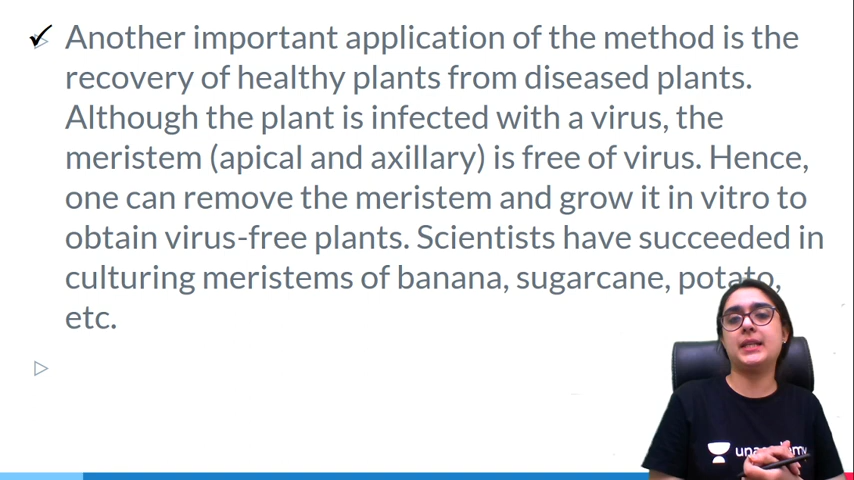 Another important application of the method is the
recovery of healthy plants from diseased plants.
Although the plant is infected with a virus, the
meristem (apical and axillary) is free of virus. Hence,
one can remove the meristem and grow it in vitro to
obtain virus-free plants. Scientists have succeeded in
culturing meristems of banana, sugarcane, potato,
etc.